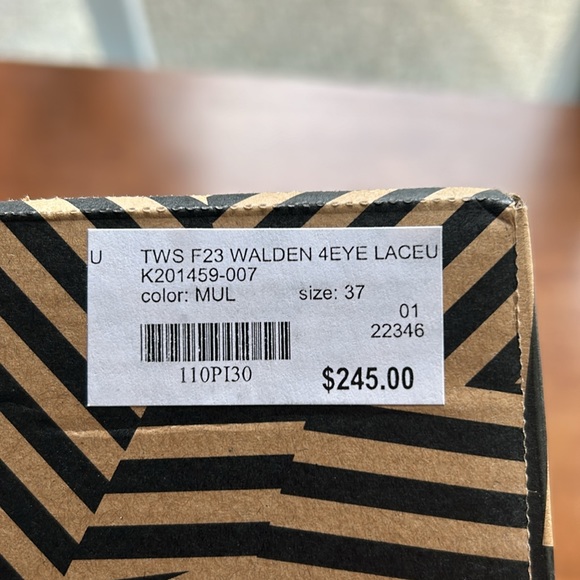 U TWS F23 WALDEN 4EYE LACEU
K201459-007
color: MUL size: 37
01
22346
110PI30
$245.00